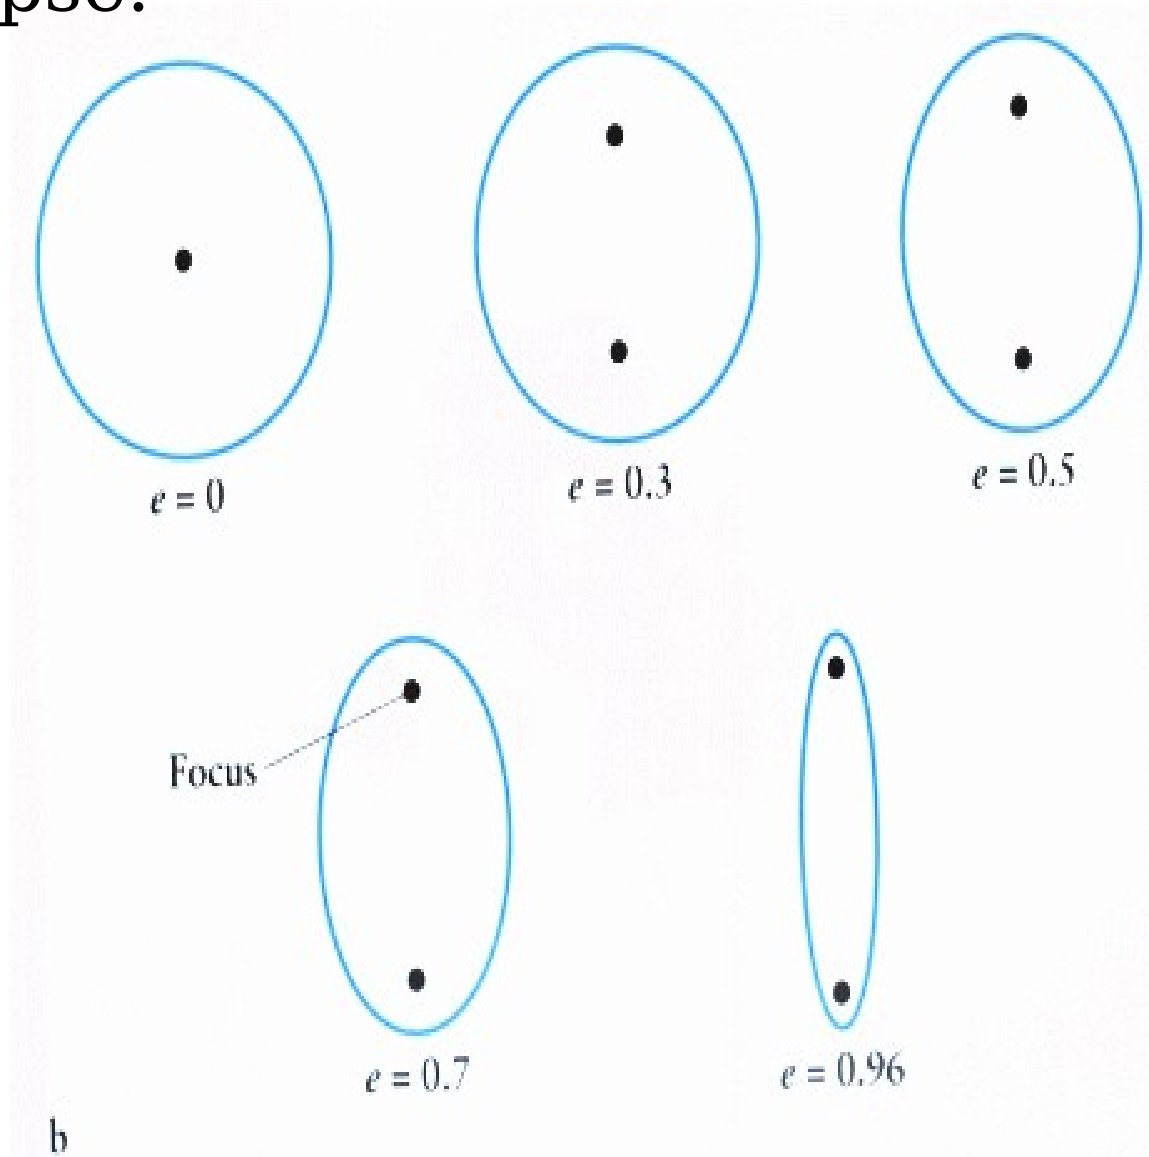 e = 0
e = 0.3
e = 0.5
Focus
e = 0.7
e = 0.96
b